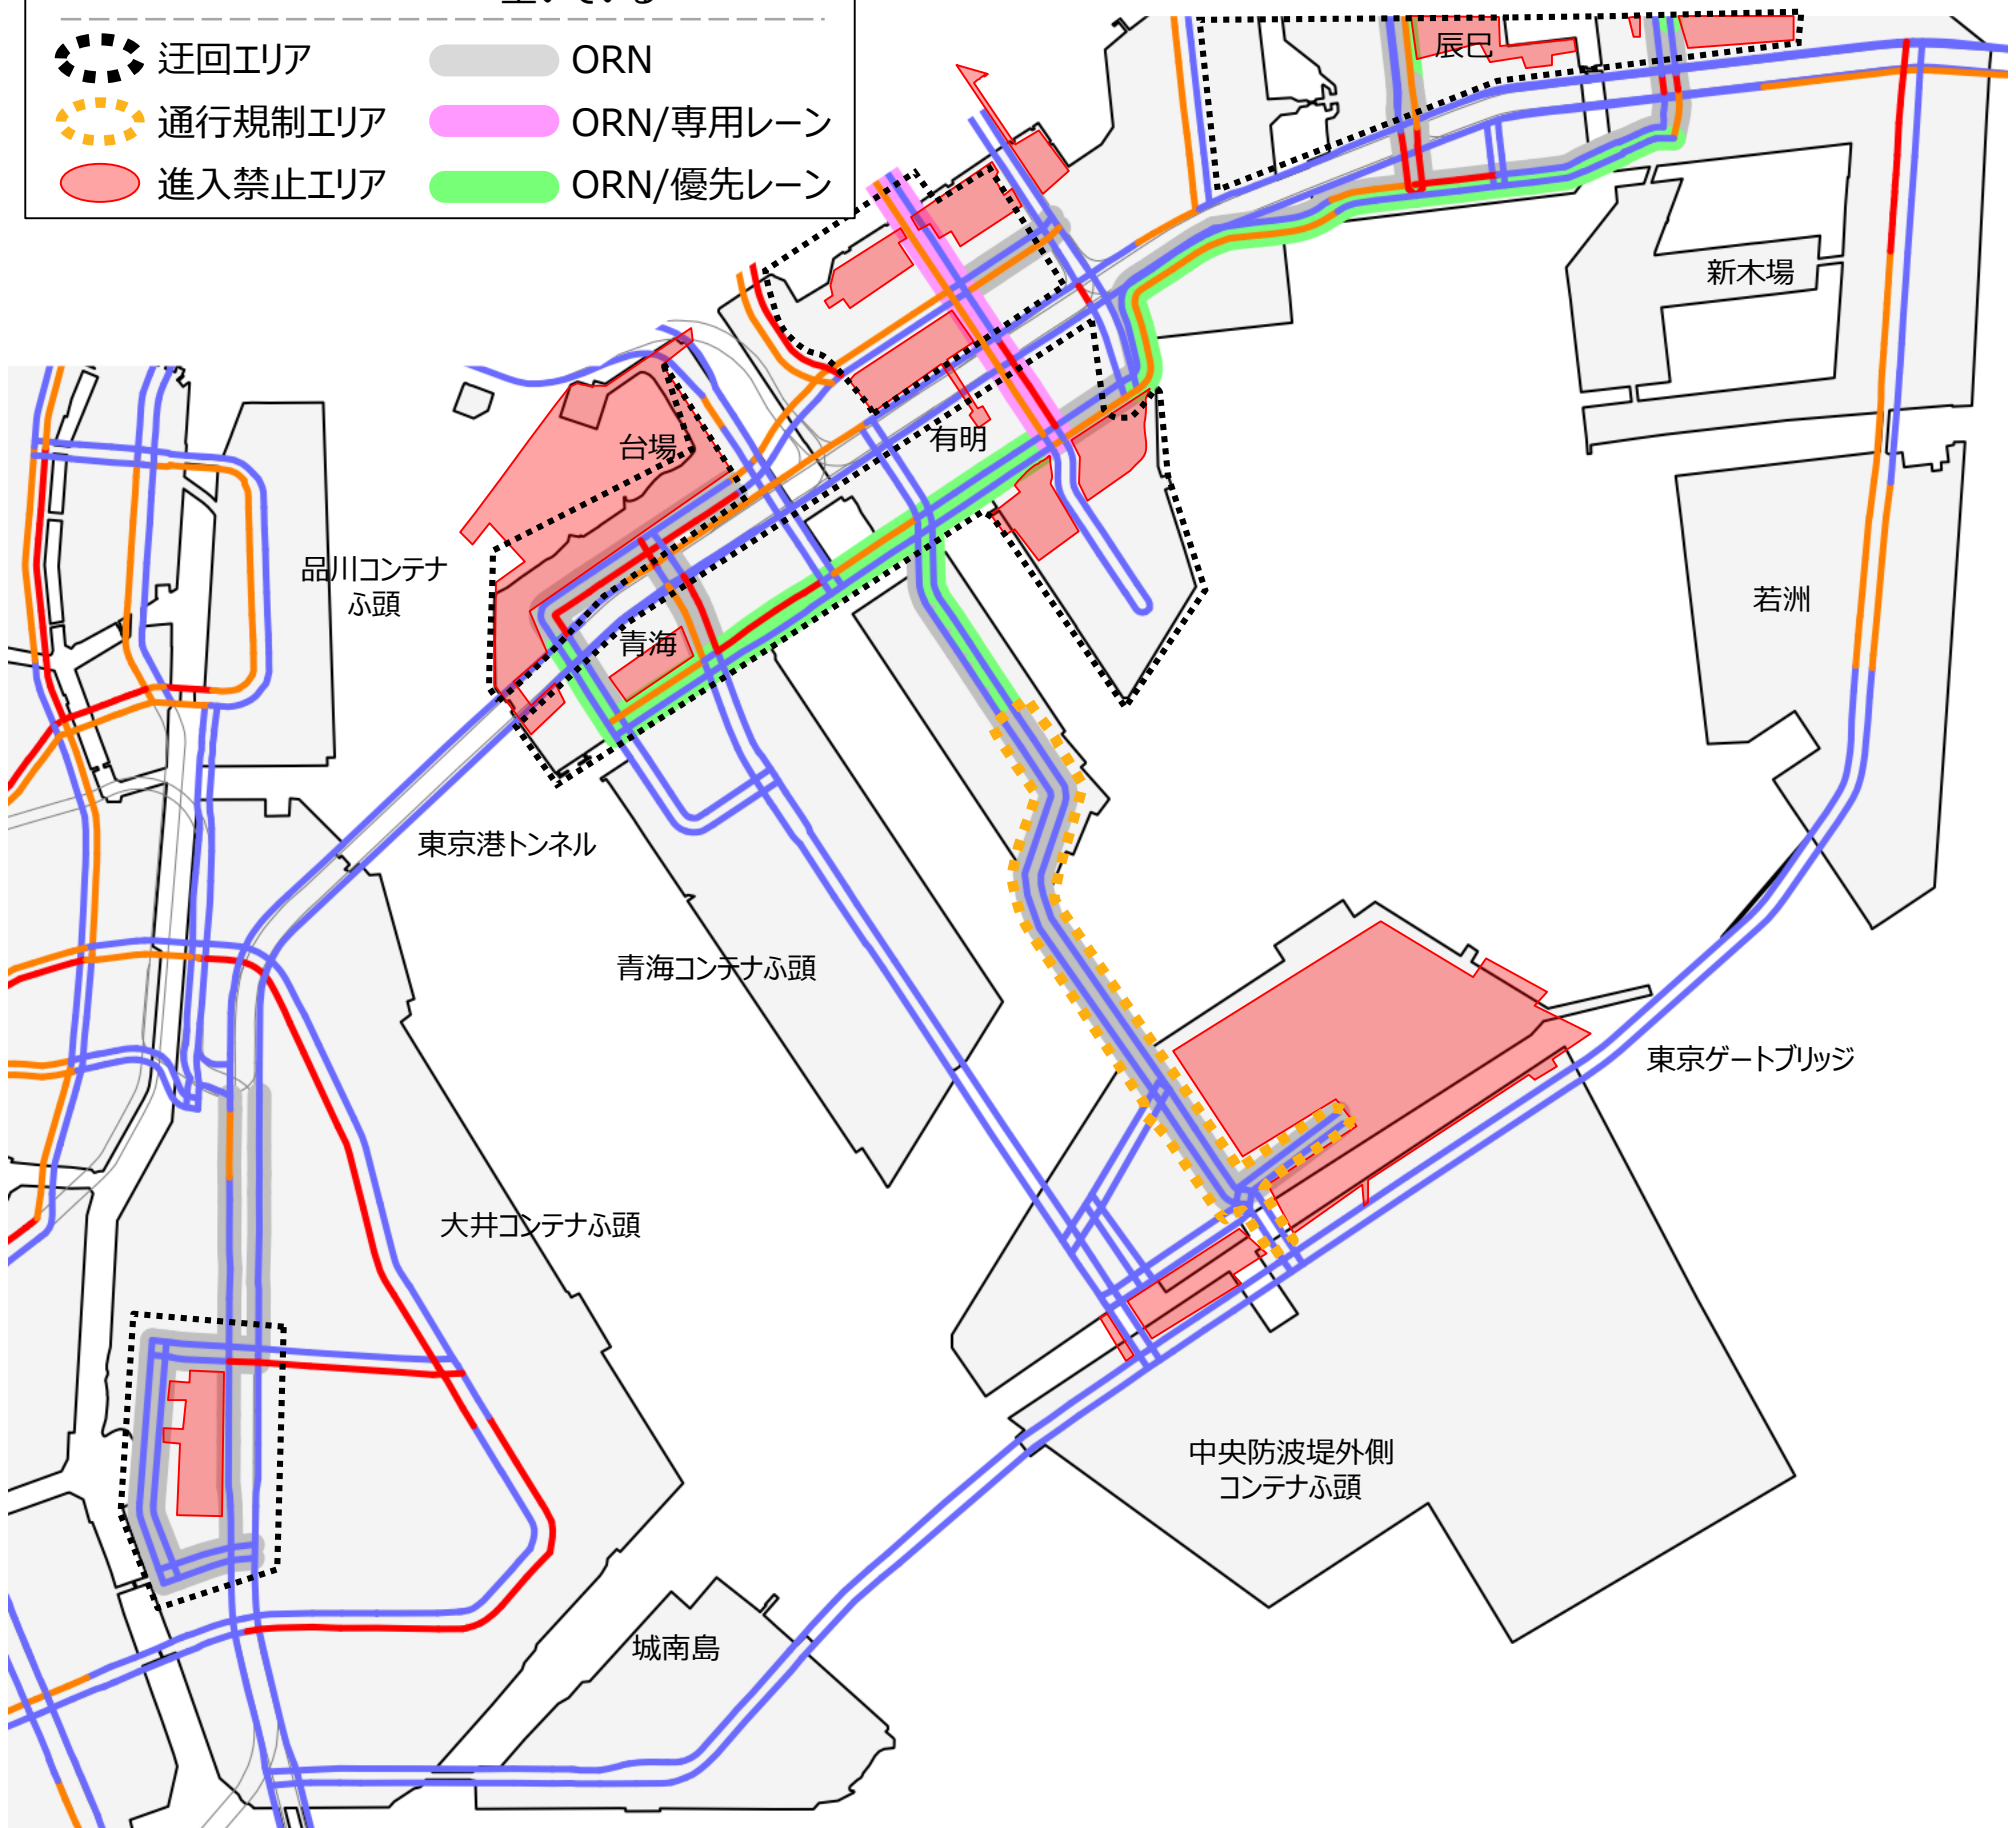 空いている
迂回エリア
ORN
通行規制エリア
ORN/専用レーン
進入禁止エリア
ORN/優先レーン
辰巳
新木場
台場
有明
品川コンテナ
ふ頭
青海
若洲
東京港トンネル
青海コンテナふ頭
東京ゲートブリッジ
大井コンテナふ頭
中央防波堤外側
コンテナふ頭
城南島